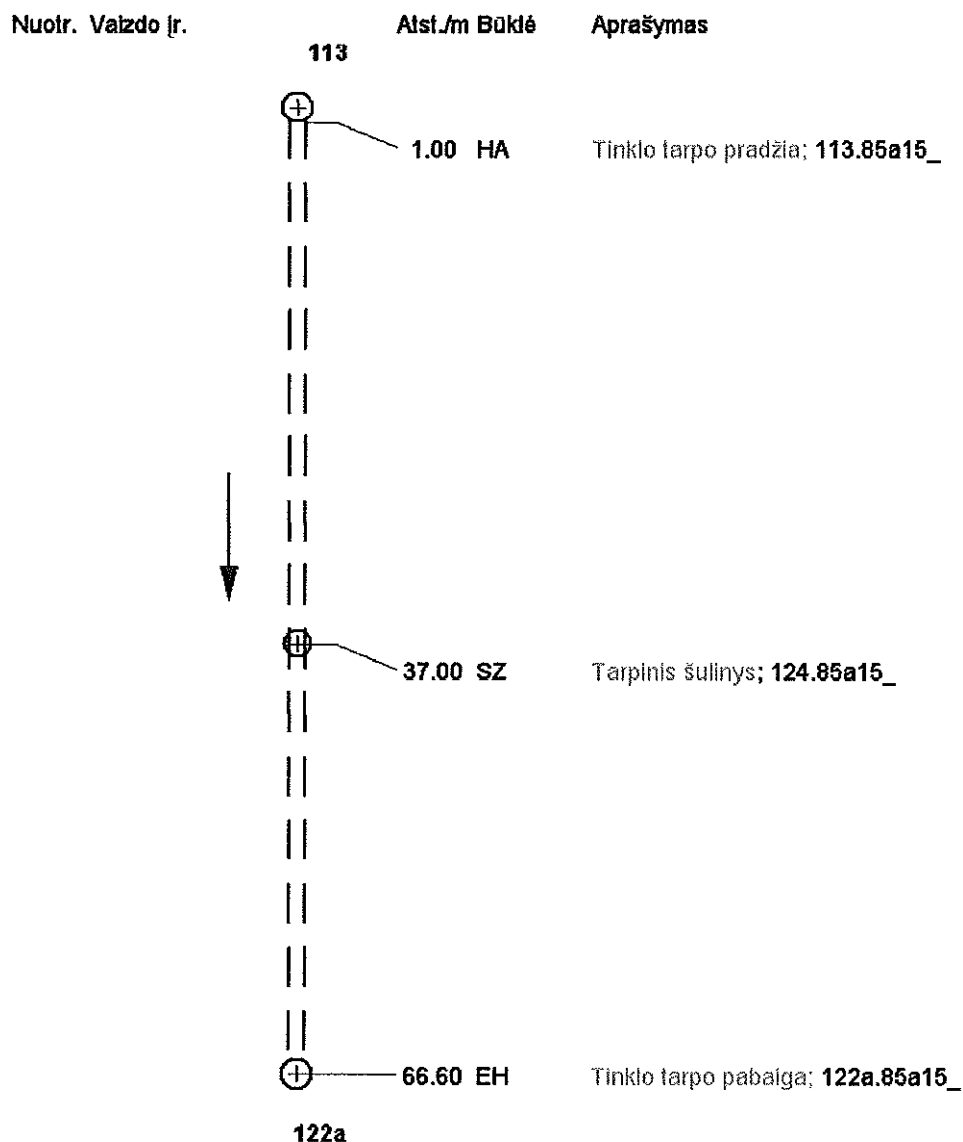 Nuotr. Vaizdo įr. Atst./m Būklė Aprašymas
113
1.00 HA Tinklo tarpo pradžia; 113.85a15_
37.00 SZ Tarpinis šulinys; 124.85a15_
66.60 EH Tinklo tarpo pabaiga; 122a.85a15_
122a